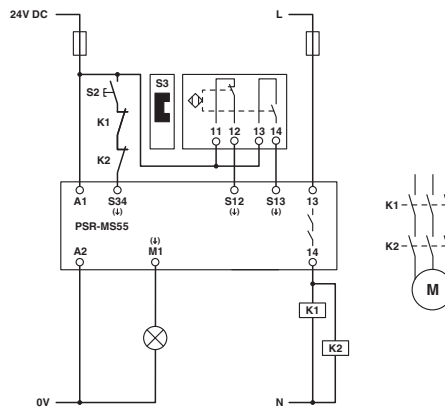 24V DC
L
S2
S3
K1
11 12 13 14
K2
A1 S34 S12 S13 13
(↓) (↓) (↓)
PSR-MS55
(↓)
A2 M1 14
K1
K2
K1
K2
M
0V
N